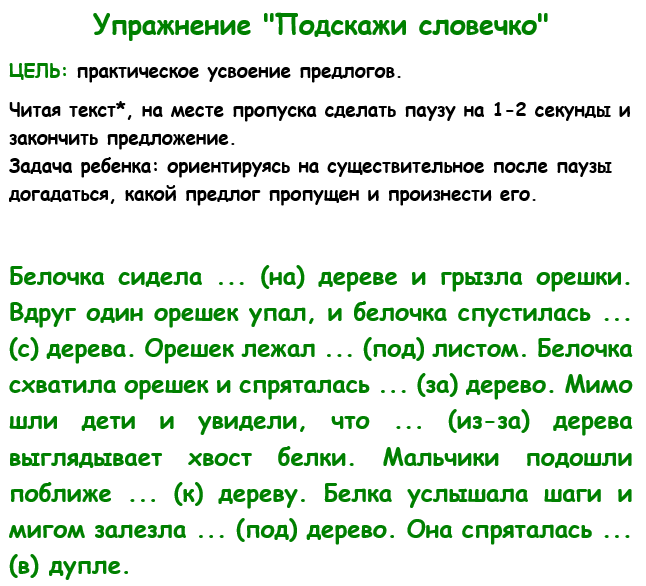 Упражнение "Подскажи словечко"
ЦЕЛЬ: практическое усвоение предлогов.
Читая текст*, на месте пропуска сделать паузу на 1-2 секунды и
закончить предложение.
Задача ребенка: ориентируясь на существительное после паузы
догадаться, какой предлог пропущен и произнести его.
Белочка сидела ... (на) дереве и грызла орешки.
Вдруг один орешек упал, и белочка спустилась ...
(с) дерева. Орешек лежал ... (под) листом. Белочка
схватила орешек и спряталась ... (за) дерево. Мимо
шли дети и увидели, что ... (из-за) дерева
выглядывает хвост белки. Мальчики подошли
поближе ... (к) дереву. Белка услышала шаги и
мигом залезла ... (под) дерево. Она спряталась ...
(в) дупле.